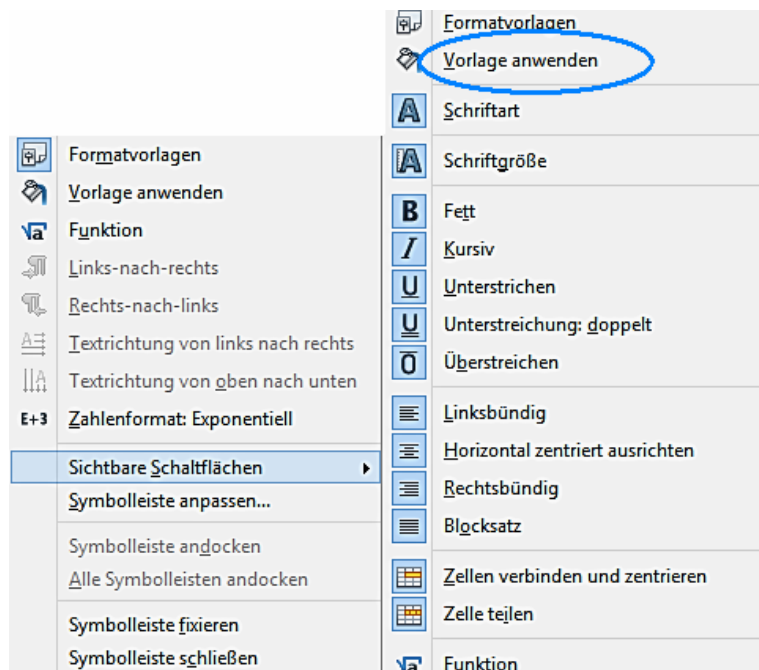 Formatvorlagen
Vorlage anwenden
Funktion
Links-nach-rechts
Rechts-nach-links
Textrichtung von links nach rechts
Textrichtung von oben nach unten
E+3 Zahlenformat: Exponentiell
Sichtbare Schaltflächen
Symbolleiste anpassen...
Symbolleiste andocken
Alle Symbolleisten andocken
Symbolleiste fixieren
Symbolleiste schließen
Formatvorlagen
Vorlage anwenden
Schriftart
Schriftgröße
Fett
Kursiv
Unterstrichen
Unterstreichung: doppelt
Überstreichen
Linksbündig
Horizontal zentriert ausrichten
Rechtsbündig
Blocksatz
Zellen verbinden und zentrieren
Zelle teilen
Funktion